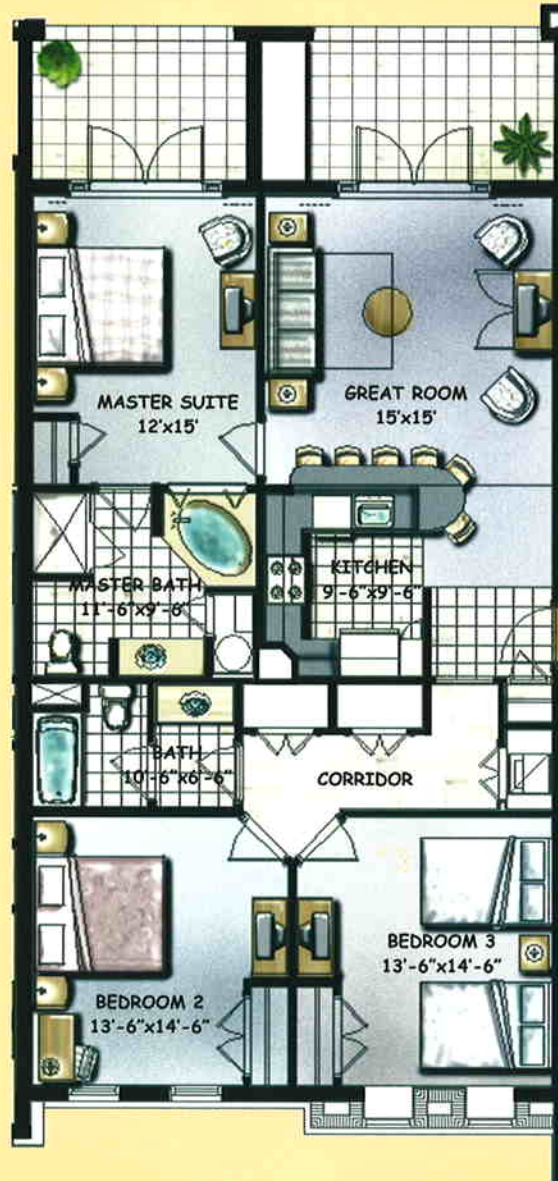 MASTER SUITE
12'x15'
GREAT ROOM
15'x15'
MASTER BATH
11'-6"x9'-6"
KITCHEN
9'-6"x9'-6"
BATH
10'-6"x6'-6"
CORRIDOR
BEDROOM 2
13'-6"x14'-6"
BEDROOM 3
13'-6"x14'-6"